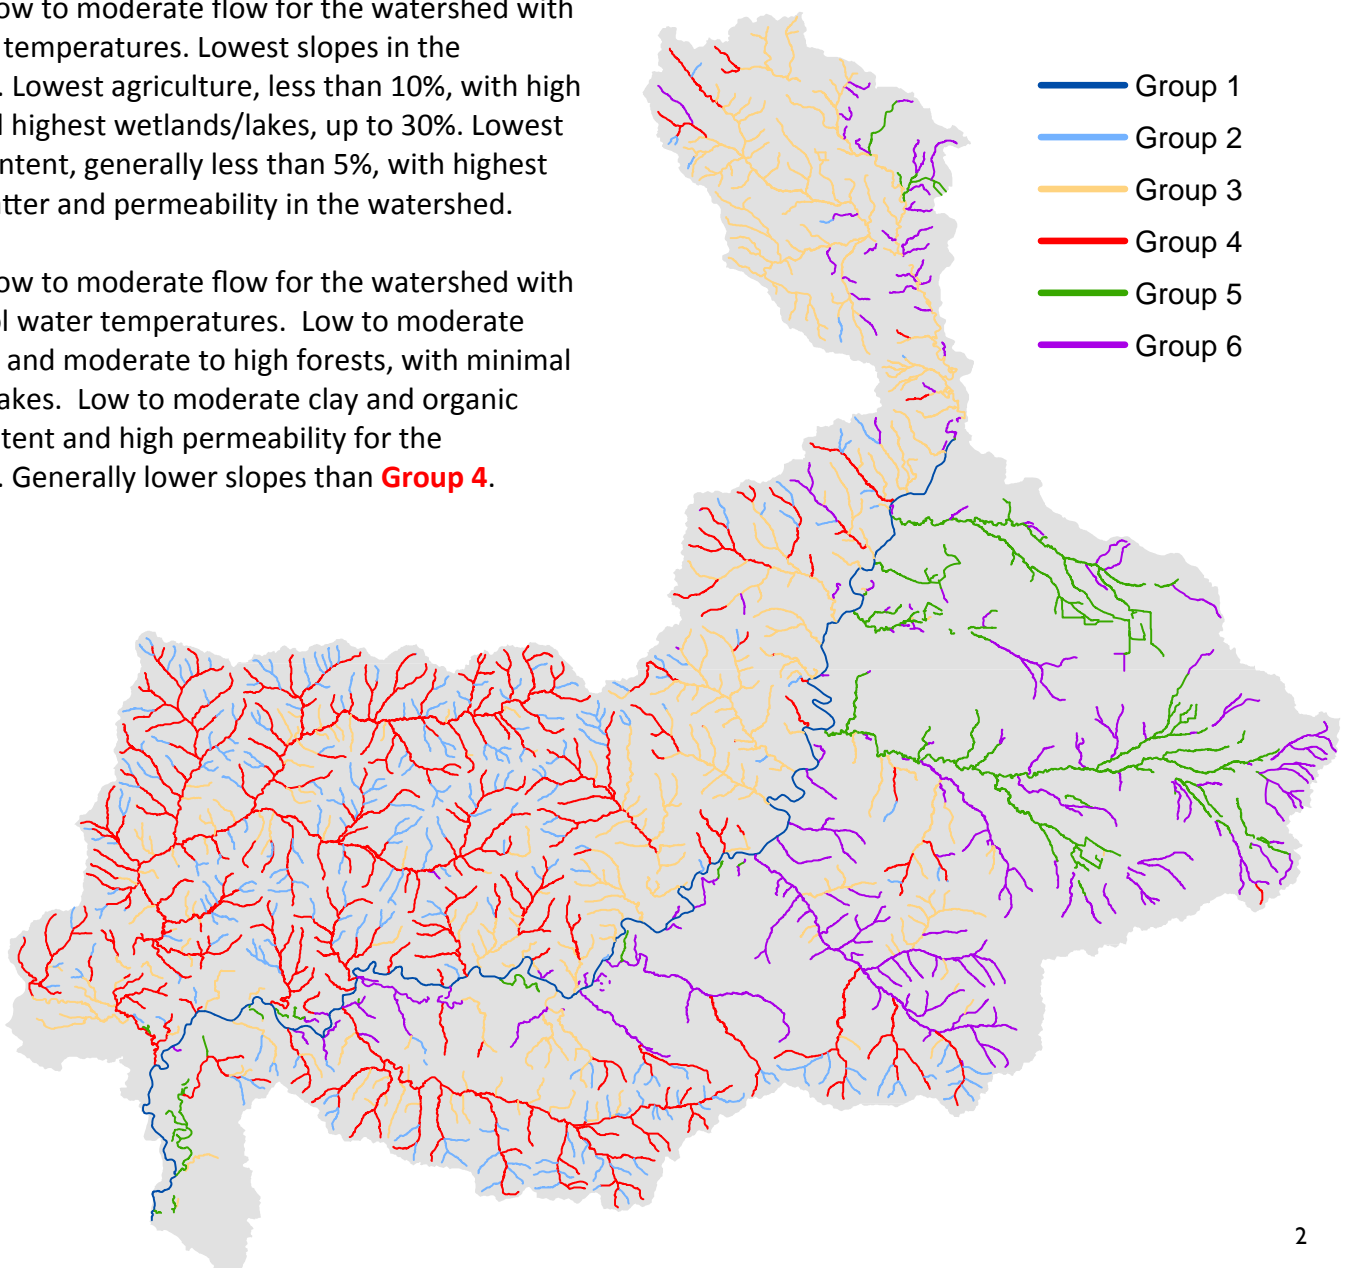 ow to moderate flow for the watershed with
temperatures. Lowest slopes in the
. Lowest agriculture, less than 10%, with high
l highest wetlands/lakes, up to 30%. Lowest
ntent, generally less than 5%, with highest
atter and permeability in the watershed.
ow to moderate flow for the watershed with
ol water temperatures. Low to moderate
and moderate to high forests, with minimal
akes. Low to moderate clay and organic
tent and high permeability for the
. Generally lower slopes than Group 4.
Group 1
Group 2
Group 3
Group 4
Group 5
Group 6
2